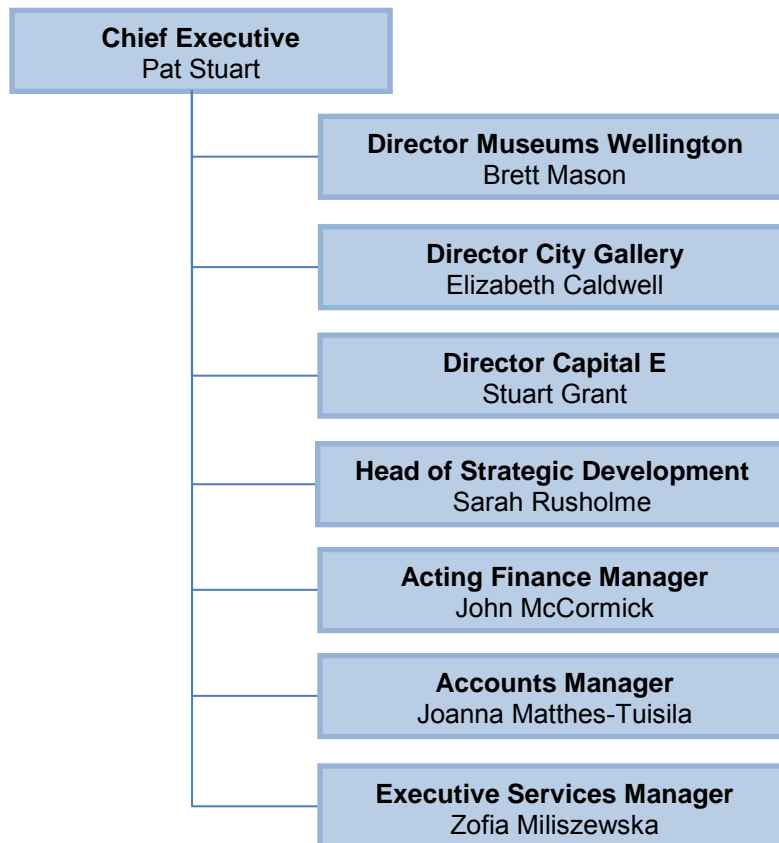 Chief Executive
Pat Stuart
Director Museums Wellington
Brett Mason
Director City Gallery
Elizabeth Caldwell
Director Capital E
Stuart Grant
Head of Strategic Development
Sarah Rusholme
Acting Finance Manager
John McCormick
Accounts Manager
Joanna Matthes-Tuisila
Executive Services Manager
Zofia Miliszewska